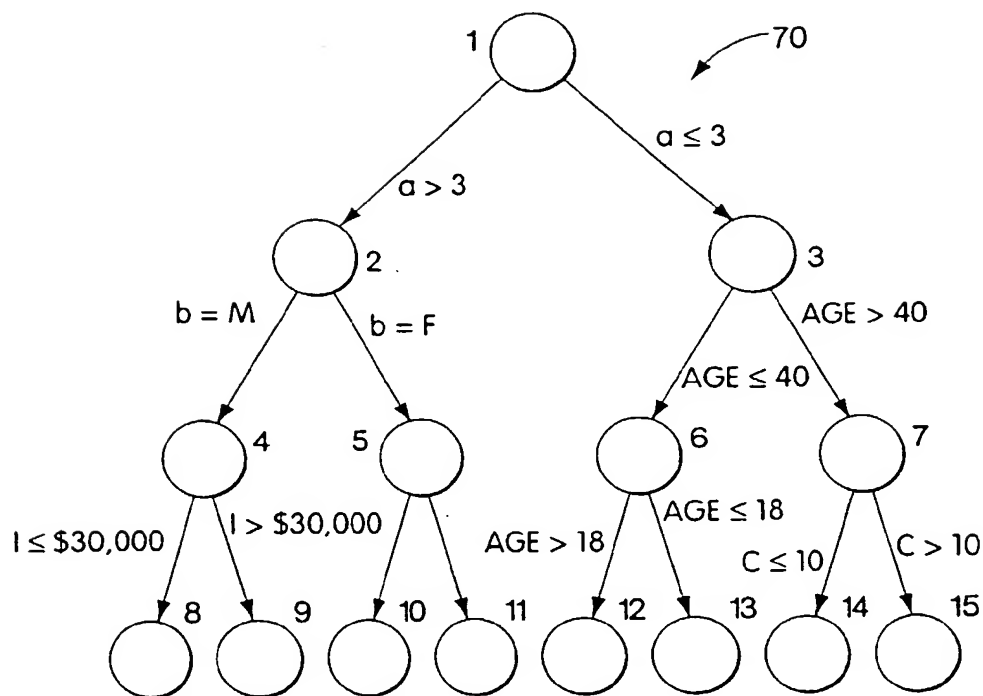 1
70
a ≤ 3
a > 3
2
3
b = M
b = F
AGE > 40
AGE ≤ 40
4
5
6
7
I ≤ $30,000
I > $30,000
AGE > 18
AGE ≤ 18
C ≤ 10
C > 10
8
9
10
11
12
13
14
15